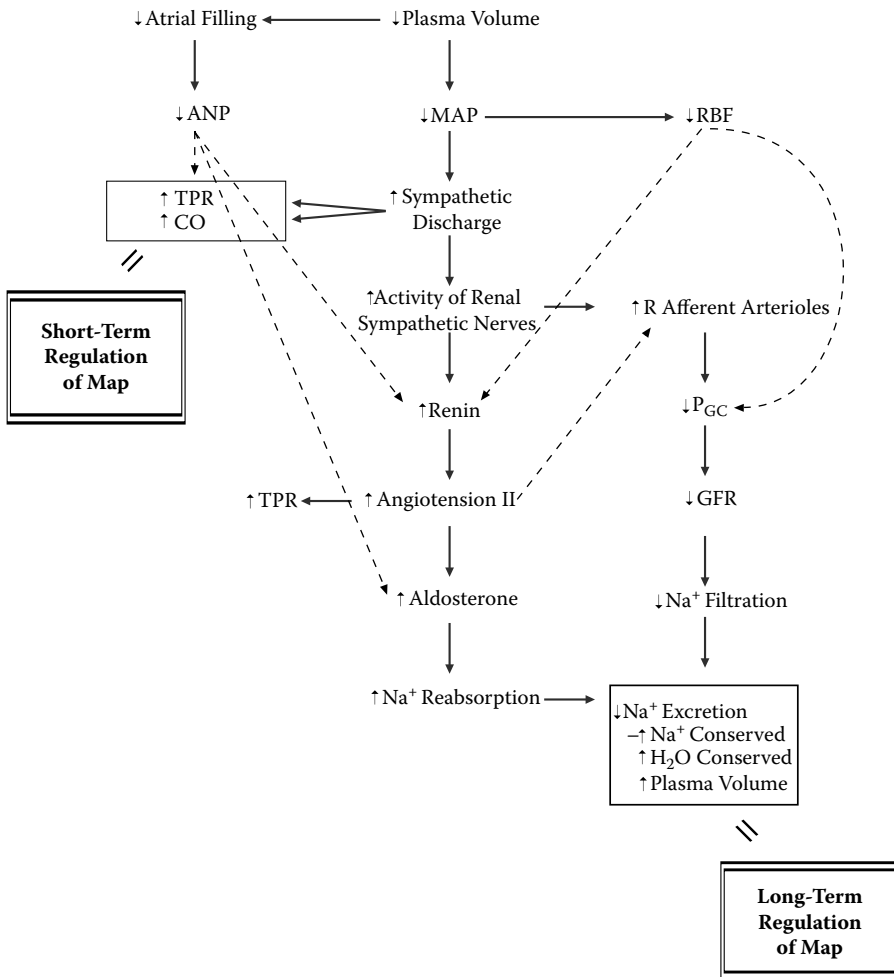 ↓Atrial Filling
↓Plasma Volume
↓ANP
↓MAP
↓RBF
↑ TPR
↑ CO
↑ Sympathetic
Discharge
Short-Term
Regulation
of Map
↑Activity of Renal
Sympathetic Nerves
↑R Afferent Arterioles
↑Renin
↓P_GC
↑TPR
↑ Angiotension II
↓GFR
↑ Aldosterone
↓Na⁺ Filtration
↑Na⁺ Reabsorption
↓Na⁺ Excretion
–↑ Na⁺ Conserved
↑H₂O Conserved
↑Plasma Volume
Long-Term
Regulation
of Map